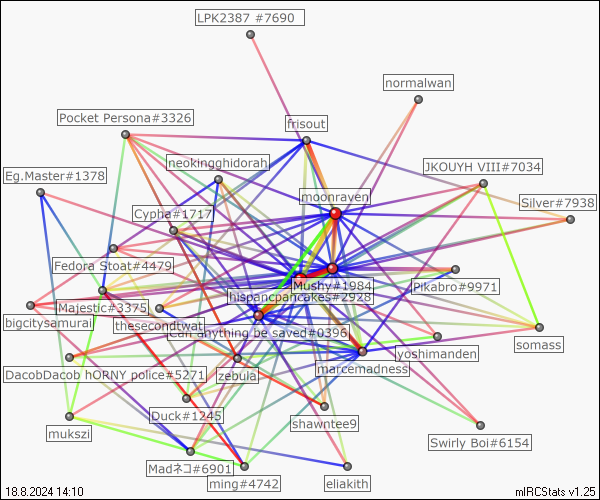 LPK2387 #7690
normalwan
Pocket Persona#3326
frisout
neokingghidorah
JKOUYH VIII#7034
Eg.Master#1378
moonraven
Silver#7938
Cypha#1717
Fedora Stoat#4479
Mushy#1984
Pikabro#9971
hispancpancakes#2928
Majestic#3375
bigcitysamurai
thesecondtwat
can anything be saved#0396
somass
yoshimanden
marcemadness
DacobDacob hORNY police#5271
zebula
Duck#1245
shawntee9
mukszi
Swirly Boi#6154
Madネコ#6901
ming#4742
eliakith
18.8.2024 14:10
mIRCStats v1.25